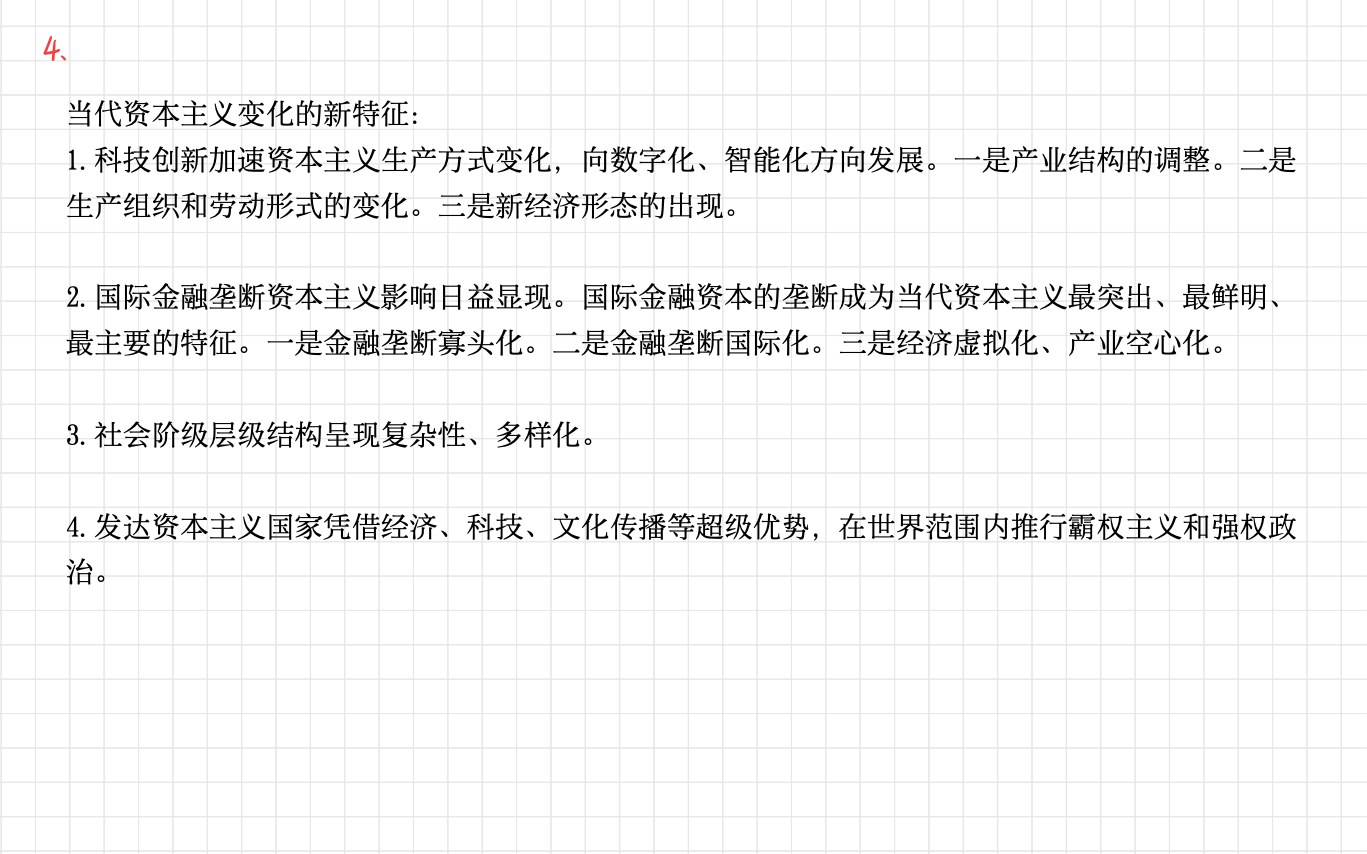 4、
当代资本主义变化的新特征：
1. 科技创新加速资本主义生产方式变化，向数字化、智能化方向发展。一是产业结构的调整。二是
生产组织和劳动形式的变化。三是新经济形态的出现。
2. 国际金融垄断资本主义影响日益显现。国际金融资本的垄断成为当代资本主义最突出、最鲜明、
最主要的特征。一是金融垄断寡头化。二是金融垄断国际化。三是经济虚拟化、产业空心化。
3. 社会阶级层级结构呈现复杂性、多样化。
4. 发达资本主义国家凭借经济、科技、文化传播等超级优势，在世界范围内推行霸权主义和强权政
治。